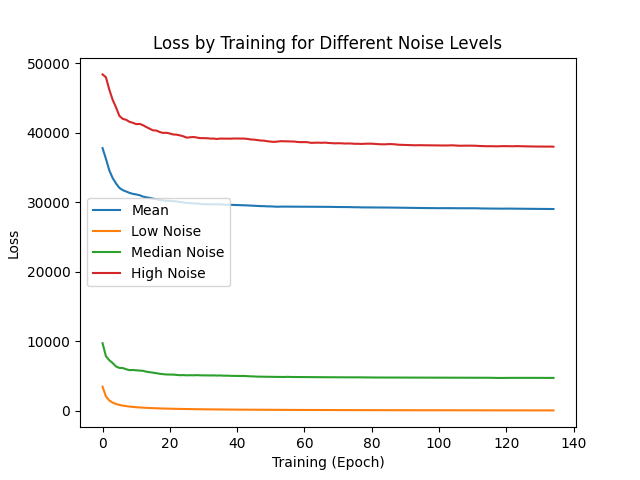 Loss by Training for Different Noise Levels
50000
40000
30000
20000
10000
0
Loss
Mean
Low Noise
Median Noise
High Noise
0 20 40 60 80 100 120 140
Training (Epoch)